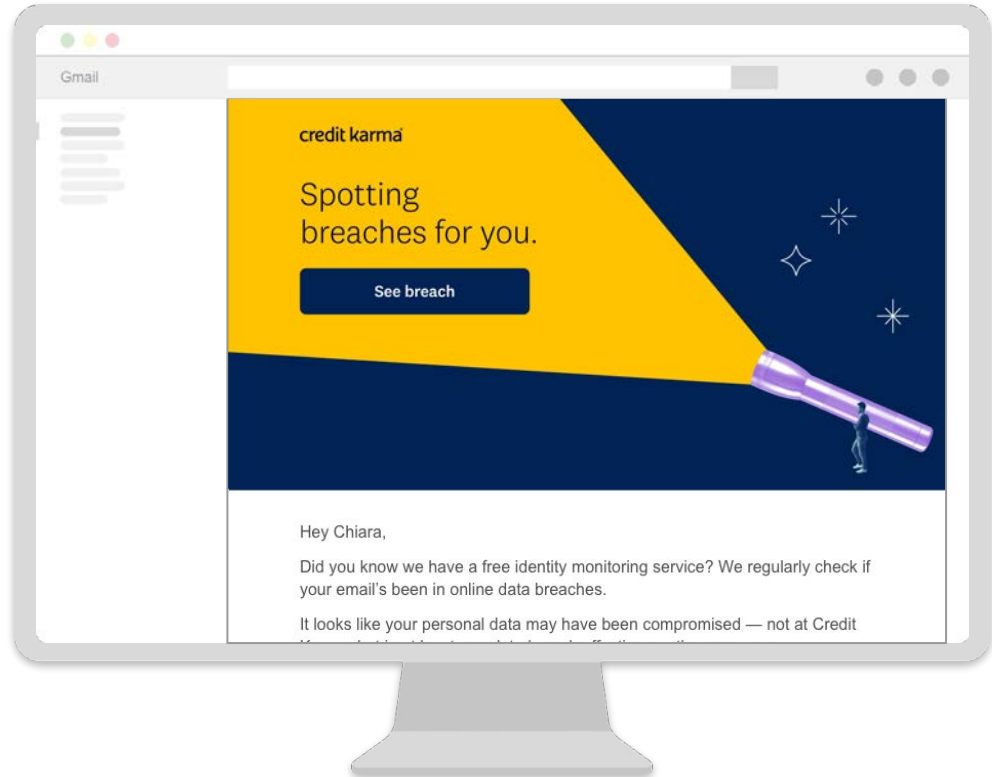 Gmail
credit karma
Spotting
breaches for you.
See breach
Hey Chiara,
Did you know we have a free identity monitoring service? We regularly check if
your email's been in online data breaches.
It looks like your personal data may have been compromised — not at Credit